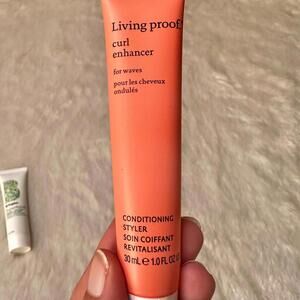 Living proof.
curl
enhancer
for waves
pour les cheveux
ondulés
CONDITIONING
STYLER
SOIN COIFFANT
REVITALISANT
30 mL e 1.0 FL OZ